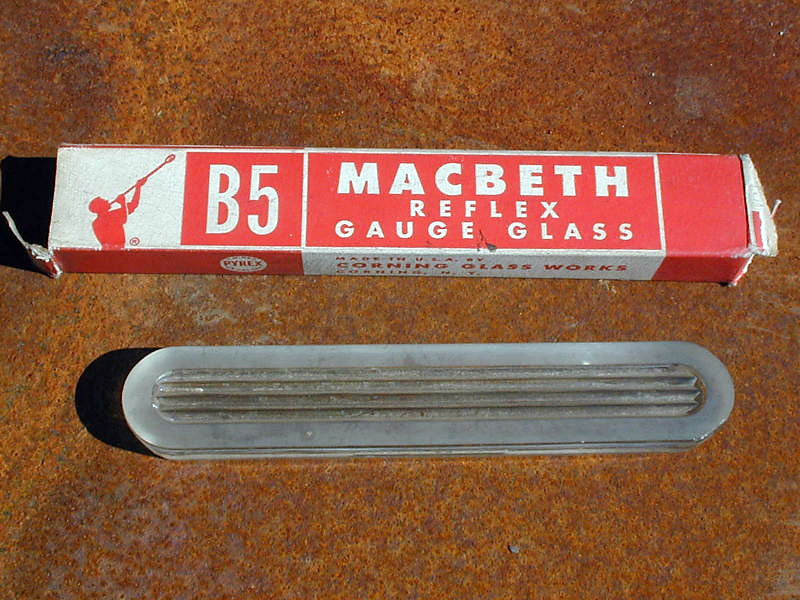 B5
MACBETH
REFLEX
GAUGE GLASS
®
PYREX
MADE IN U.S.A. BY
CORNING GLASS WORKS
CORNING, N. Y.